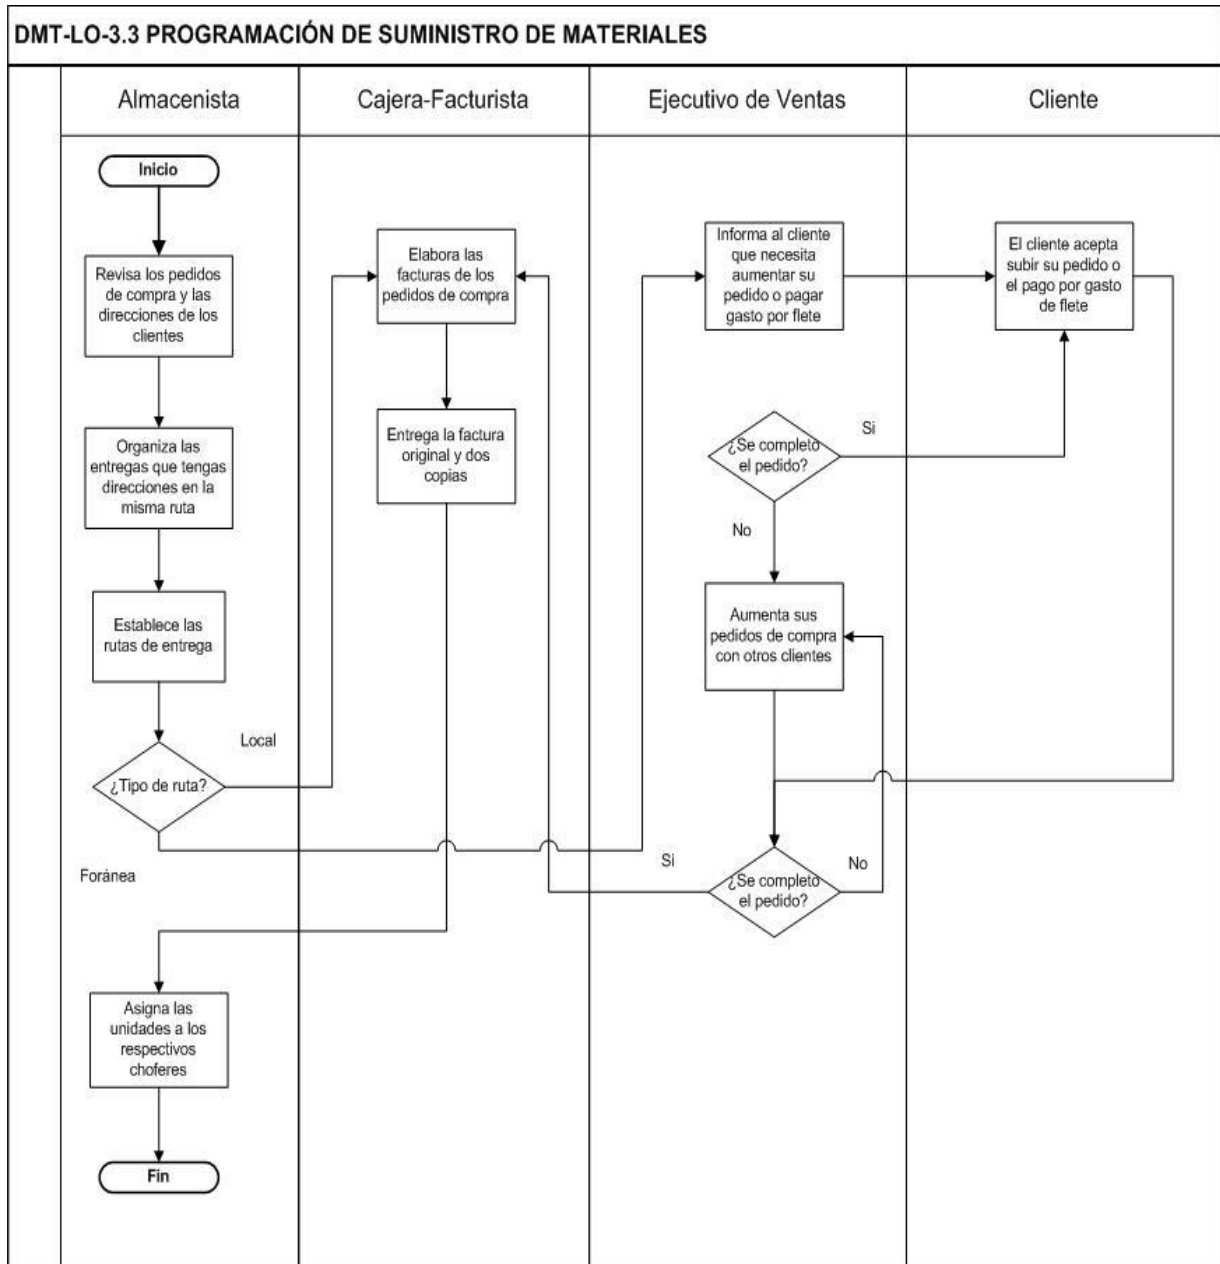 DMT-LO-3.3 PROGRAMACIÓN DE SUMINISTRO DE MATERIALES
Almacenista
Cajera-Facturista
Ejecutivo de Ventas
Cliente
Inicio
Revisa los pedidos
de compra y las
direcciones de los
clientes
Organiza las
entregas que tengas
direcciones en la
misma ruta
Establece las
rutas de entrega
¿Tipo de ruta?
Local
Foránea
Elabora las
facturas de los
pedidos de compra
Entrega la factura
original y dos
copias
Informa al cliente
que necesita
aumentar su
pedido o pagar
gasto por flete
El cliente acepta
subir su pedido o
el pago por gasto
de flete
¿Se completo
el pedido?
Si
No
Aumenta sus
pedidos de compra
con otros clientes
¿Se completo
el pedido?
Si
No
Asigna las
unidades a los
respectivos
choferes
Fin